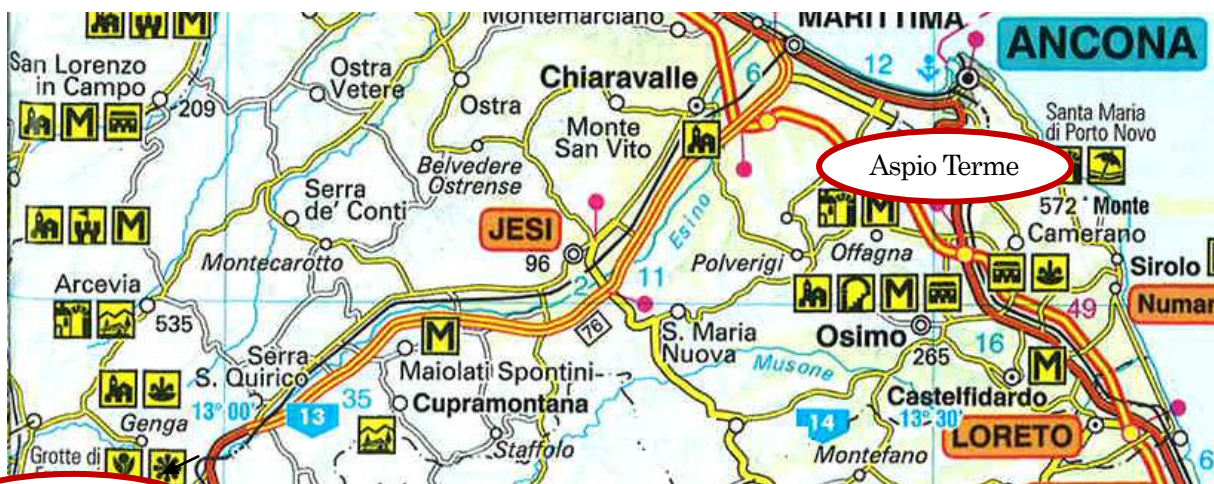 Montemarciano
MARITTIMA
ANCONA
San Lorenzo
in Campo
209
Ostra
Vetere
Ostra
Chiaravalle
6
12
Monte
San Vito
Santa Maria
di Porto Novo
Aspio Terme
Belvedere
Ostrense
Serra
de' Conti
JESI
96
Esino
Offagna
572
Monte
Camerano
Montecarotto
Polverigi
Sirolo
Arcevia
535
2
11
76
S. Maria
Nuova
Osimo
265
16
49
Numan
Musone
M
Serra
S. Quirico
Maiolati Spontini
Castelfidardo
13° 00'
13
35
Cupramontana
14
13° 30'
LORETO
Genga
Staffolo
Montefano
Grotte di
6